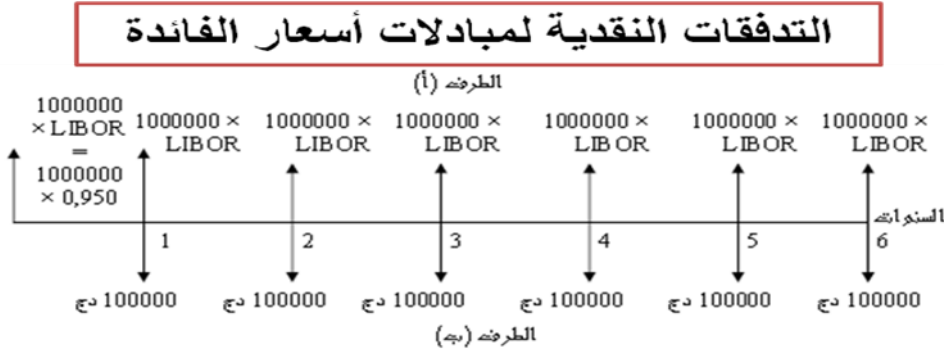 التدفقات النقدية لمبادلات أسعار الفائدة
الطرف (أ)
1000000
× LIBOR
=
1000000
× 0,950
1000000 ×
LIBOR
1000000 ×
LIBOR
1000000 ×
LIBOR
1000000 ×
LIBOR
1000000 ×
LIBOR
1000000 ×
LIBOR
السنوات
1 2 3 4 5 6
100000 دج 100000 دج 100000 دج 100000 دج 100000 دج 100000 دج
الطرف (ب)